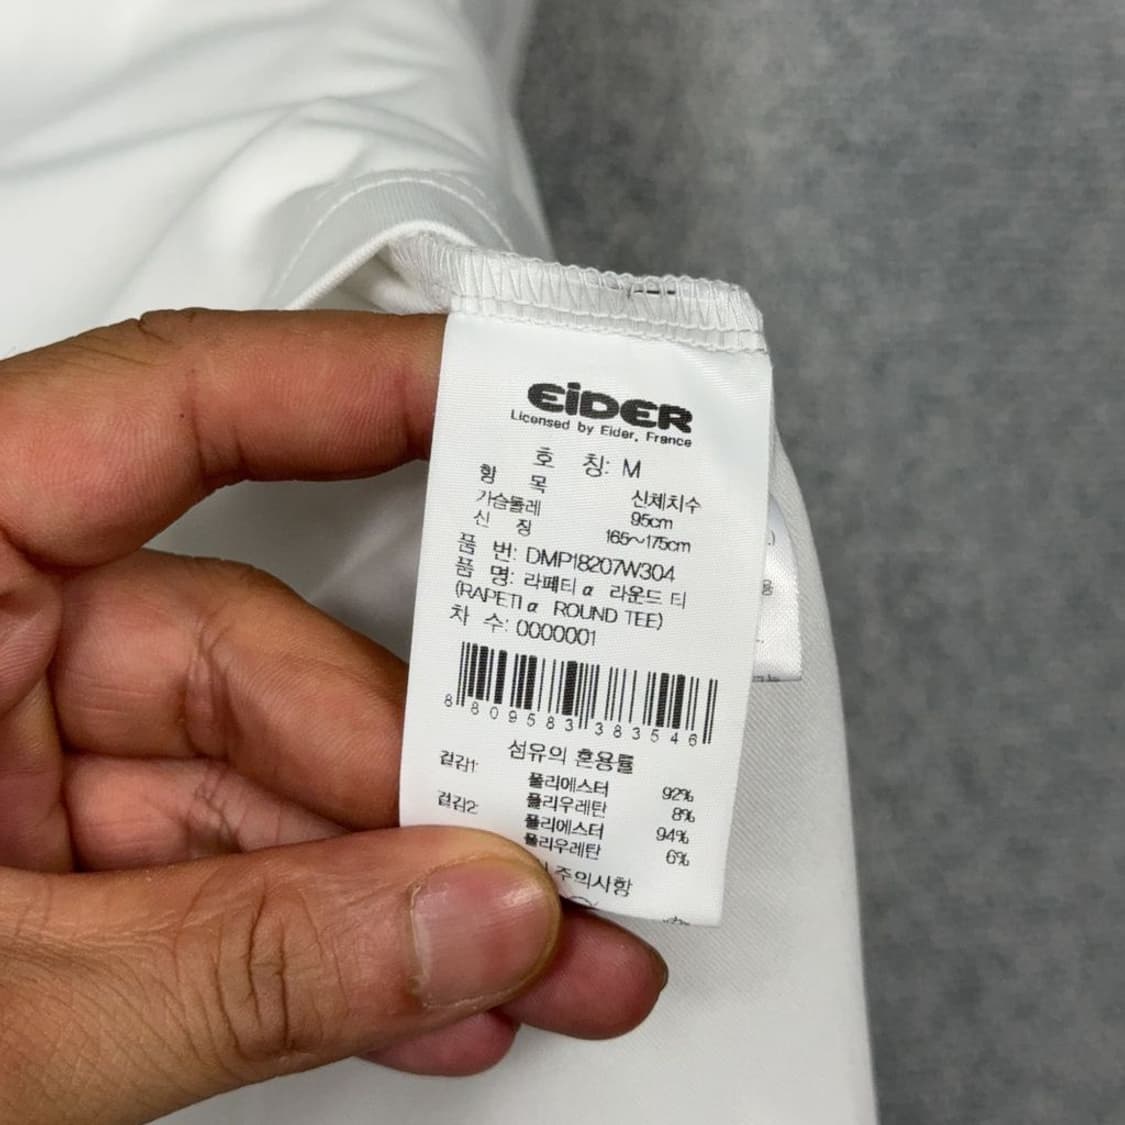 EiDER
Licensed by Eider, France
호 칭: M
항 목 신체치수
가슴둘레 95cm
신 장 165~175cm
품 번: DMP18207W304
품 명: 라페티 α 라운드 티
(RAPETI α ROUND TEE)
차 수: 0000001
8 809583 383546
섬유의 혼용률
겉감1: 폴리에스터 92%
폴리우레탄 8%
겉감2: 폴리에스터 94%
폴리우레탄 6%
주의사항
용